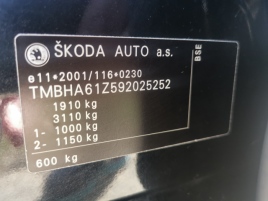 ŠKODA AUTO a.s.
BSE
e11*2001/116*0230
TMBHA61Z592025252
1910 kg
3110 kg
1- 1000 kg
2- 1150 kg
600 kg